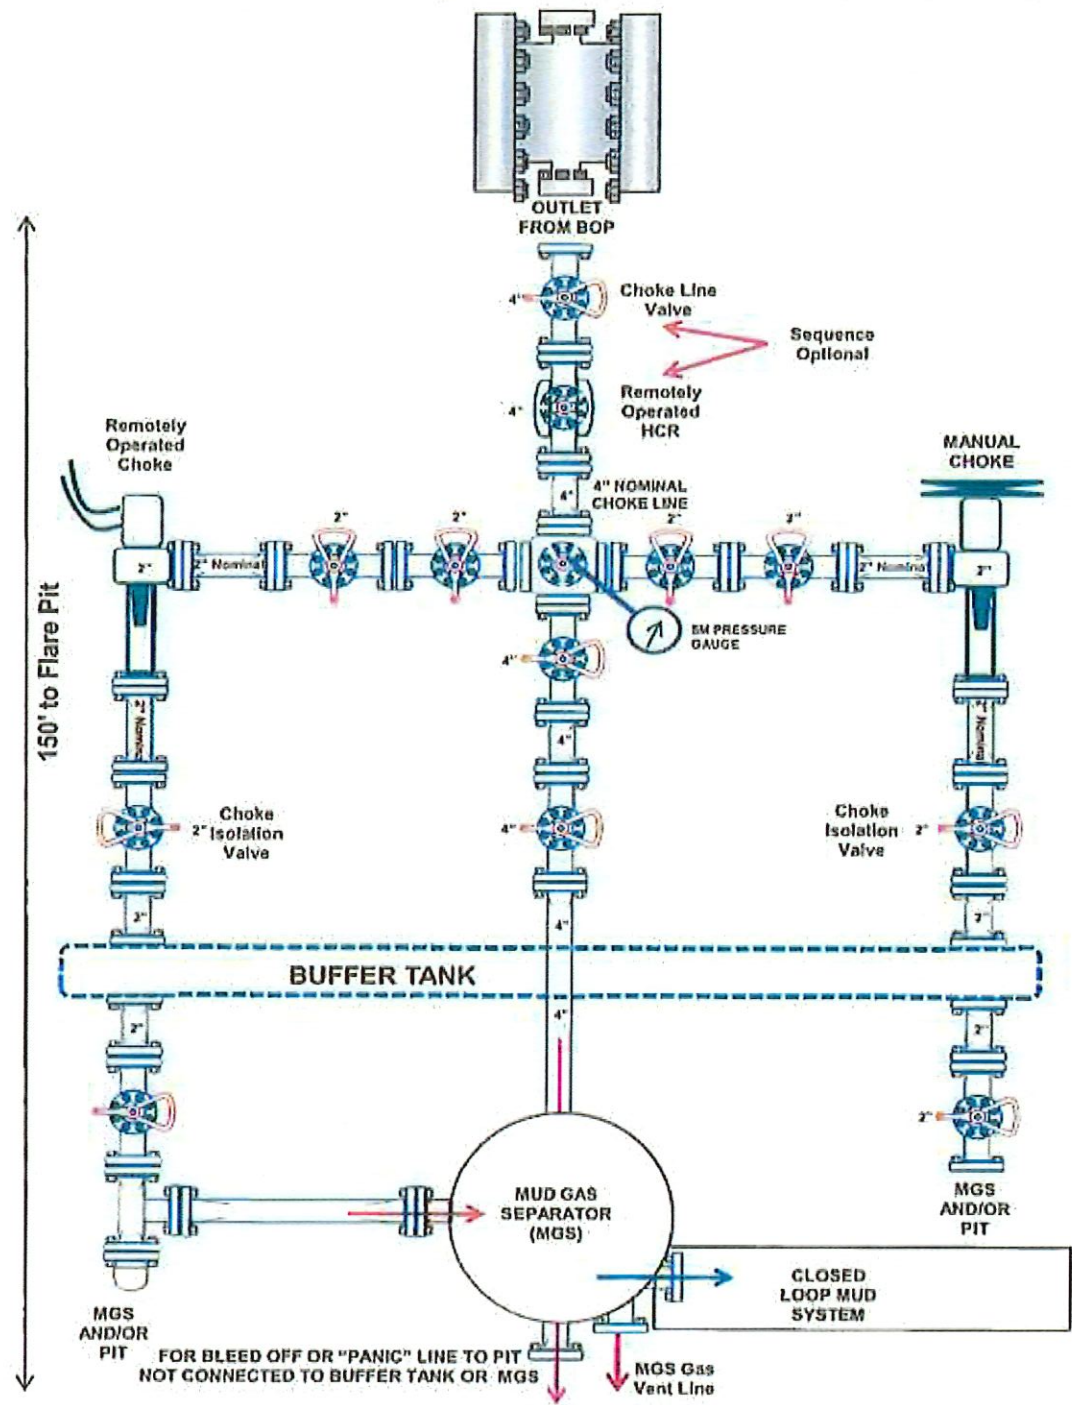 OUTLET
FROM BOP
4"
Choke Line
Valve
Sequence
Optional
4"
Remotely
Operated
HCR
Remotely
Operated
Choke
MANUAL
CHOKE
4"
4" NOMINAL
CHOKE LINE
2"
2"
2"
2"
2"
2" Nominal
2" Nominal
2"
5M PRESSURE
GAUGE
4"
150' to Flare Pit
2" Nominal
4"
2" Nominal
2"
Choke
Isolation
Valve
4"
Choke
Isolation
Valve
2"
2"
4"
2"
BUFFER TANK
2"
4"
2"
2"
MUD GAS
SEPARATOR
(MGS)
MGS
AND/OR
PIT
CLOSED
LOOP MUD
SYSTEM
MGS
AND/OR
PIT
FOR BLEED OFF OR "PANIC" LINE TO PIT
NOT CONNECTED TO BUFFER TANK OR MGS
MGS Gas
Vent Line